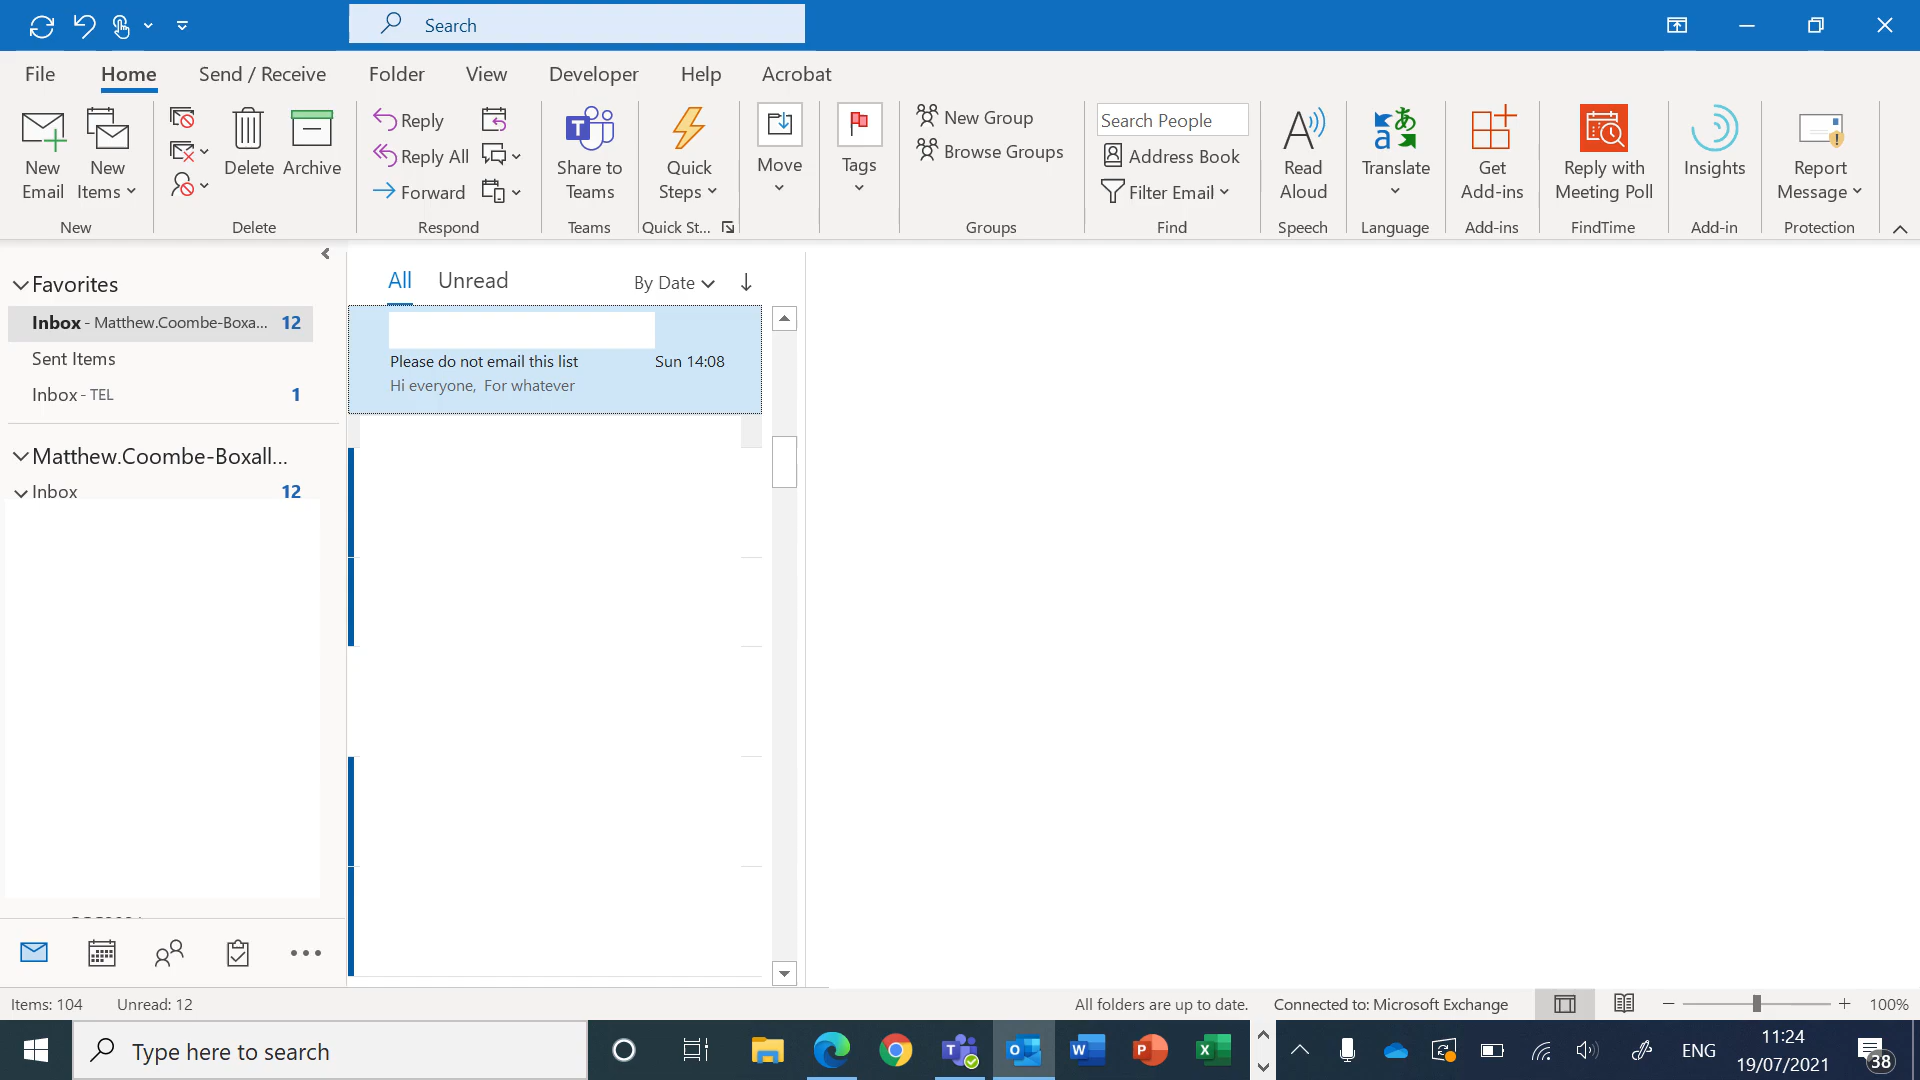 Search
File Home Send / Receive Folder View Developer Help Acrobat
New Email
New Items
Delete
Archive
Reply
Reply All
Forward
Share to Teams
Quick Steps
Move
Tags
New Group
Browse Groups
Search People
Address Book
Filter Email
Read Aloud
Translate
Get Add-ins
Reply with Meeting Poll
Insights
Report Message
New Delete Respond Teams Quick St... Groups Find Speech Language Add-ins FindTime Add-in Protection
Favorites
Inbox - Matthew.Coombe-Boxa... 12
Sent Items
Inbox - TEL 1
Matthew.Coombe-Boxall...
Inbox 12
All Unread By Date
Please do not email this list Sun 14:08
Hi everyone, For whatever
Items: 104 Unread: 12 All folders are up to date. Connected to: Microsoft Exchange 100%
Type here to search
ENG
11:24
19/07/2021
38